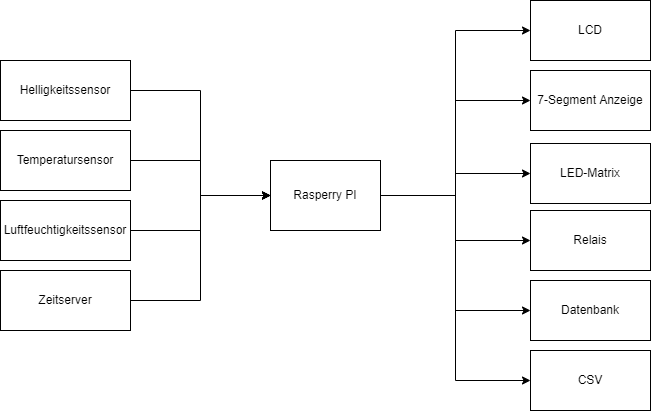 Helligkeitssensor
Temperatursensor
Luftfeuchtigkeitssensor
Zeitserver
Rasperry PI
LCD
7-Segment Anzeige
LED-Matrix
Relais
Datenbank
CSV